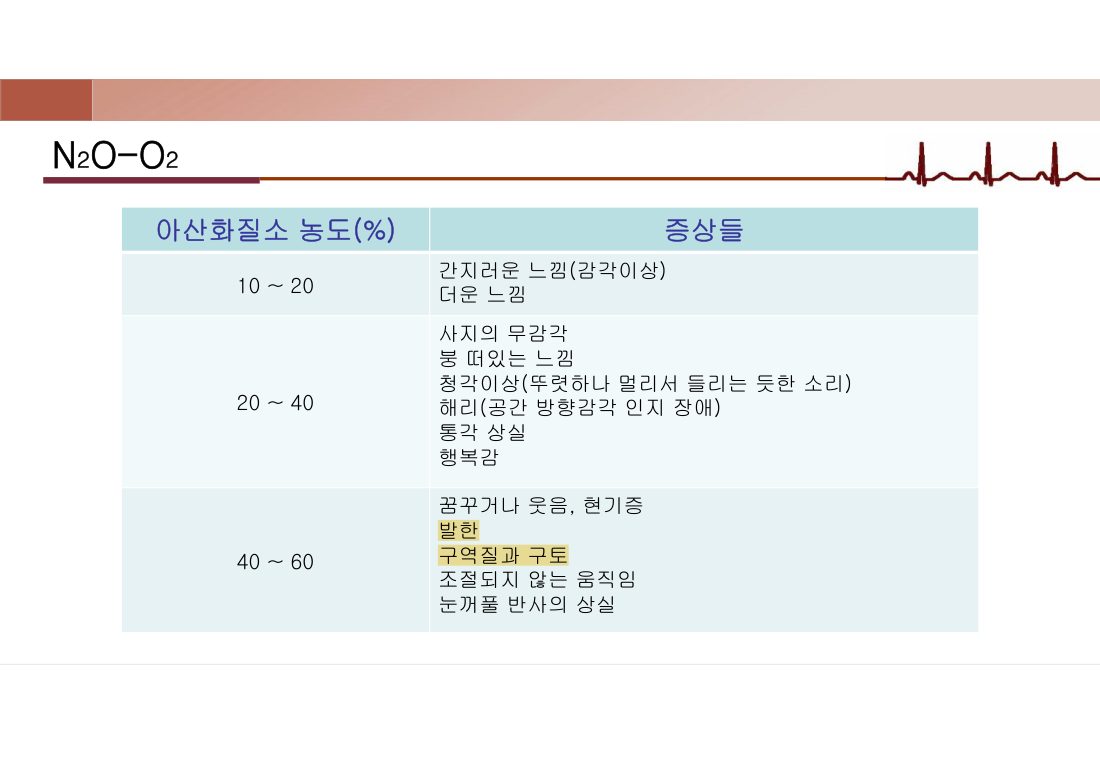 N2O-O2
아산화질소 농도(%)
증상들
10 ~ 20
간지러운 느낌(감각이상)
더운 느낌
20 ~ 40
사지의 무감각
붕 떠있는 느낌
청각이상(뚜렷하나 멀리서 들리는 듯한 소리)
해리(공간 방향감각 인지 장애)
통각 상실
행복감
40 ~ 60
꿈꾸거나 웃음, 현기증
발한
구역질과 구토
조절되지 않는 움직임
눈꺼풀 반사의 상실